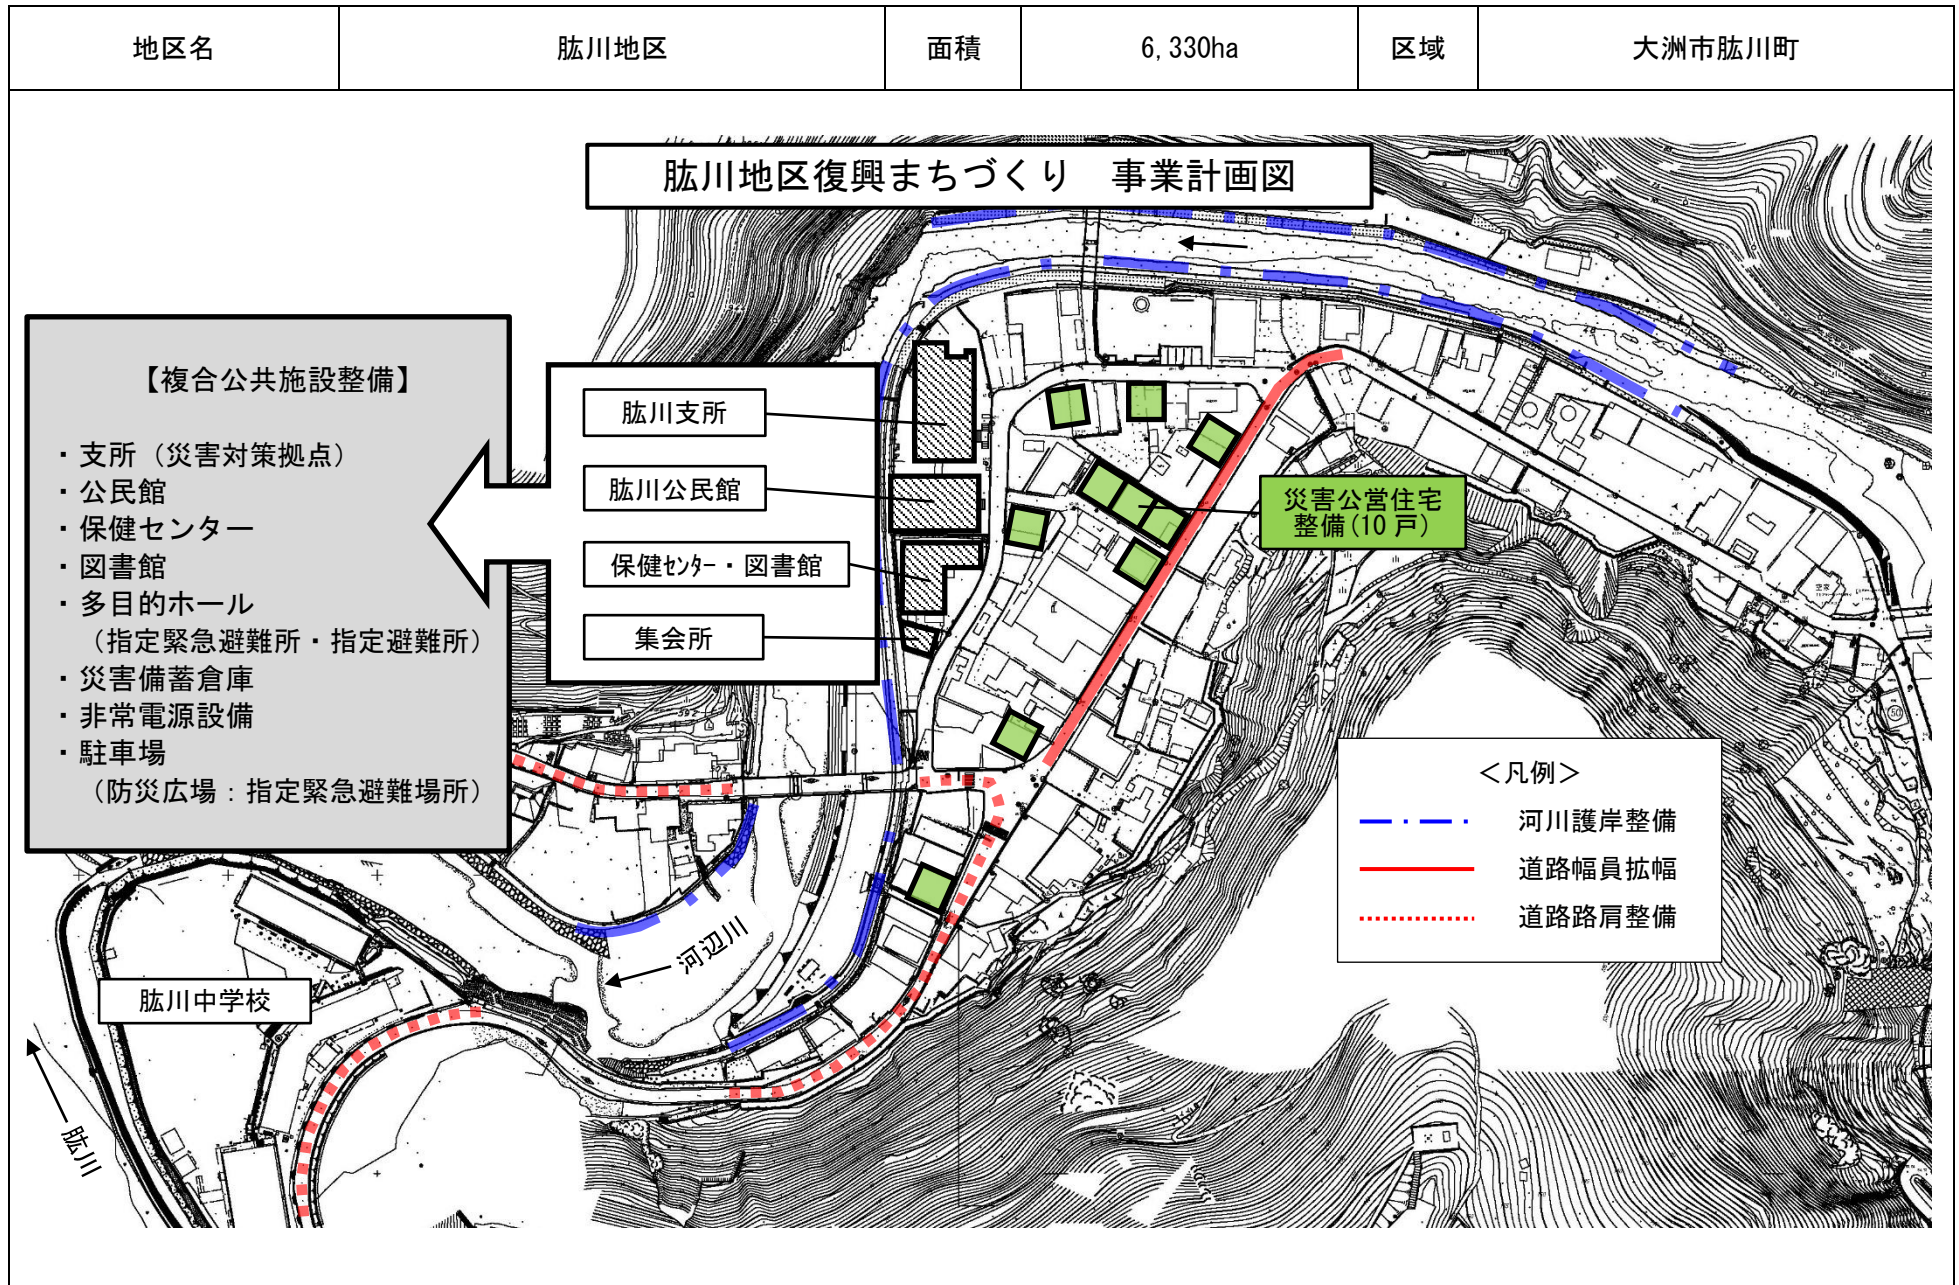 地区名 肱川地区 面積 6,330ha 区域 大洲市肱川町
肱川地区復興まちづくり 事業計画図
【複合公共施設整備】
・支所（災害対策拠点）
・公民館
・保健センター
・図書館
・多目的ホール
（指定緊急避難所・指定避難所）
・災害備蓄倉庫
・非常電源設備
・駐車場
（防災広場：指定緊急避難場所）
肱川支所
肱川公民館
保健ｾﾝﾀｰ・図書館
集会所
災害公営住宅
整備(10戸)
＜凡例＞
河川護岸整備
道路幅員拡幅
道路路肩整備
河辺川
肱川中学校
肱川
50